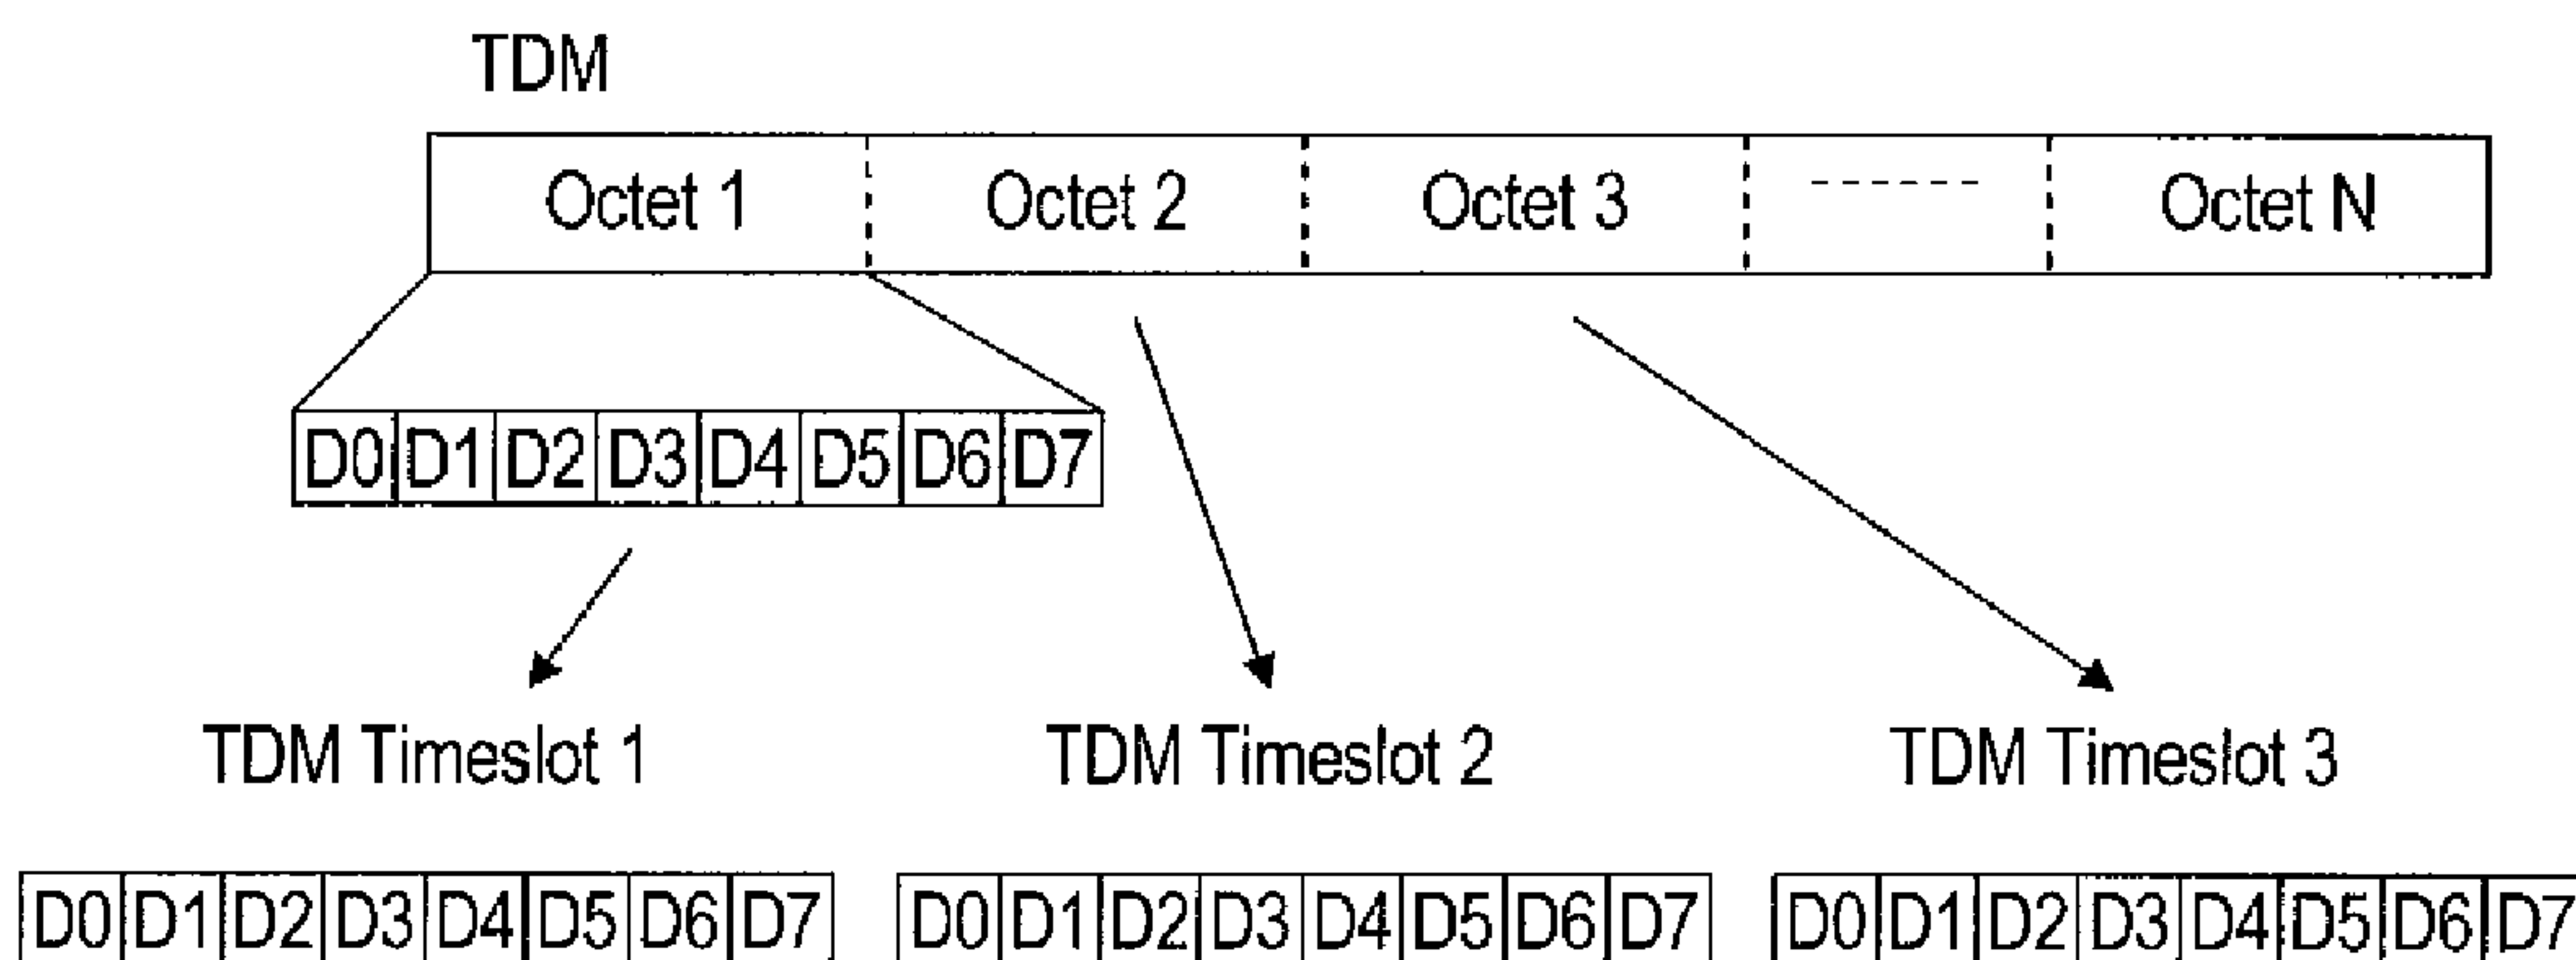 TDM
Octet 1 Octet 2 Octet 3 ------ Octet N
D0 D1 D2 D3 D4 D5 D6 D7
TDM Timeslot 1 TDM Timeslot 2 TDM Timeslot 3
D0 D1 D2 D3 D4 D5 D6 D7 D0 D1 D2 D3 D4 D5 D6 D7 D0 D1 D2 D3 D4 D5 D6 D7